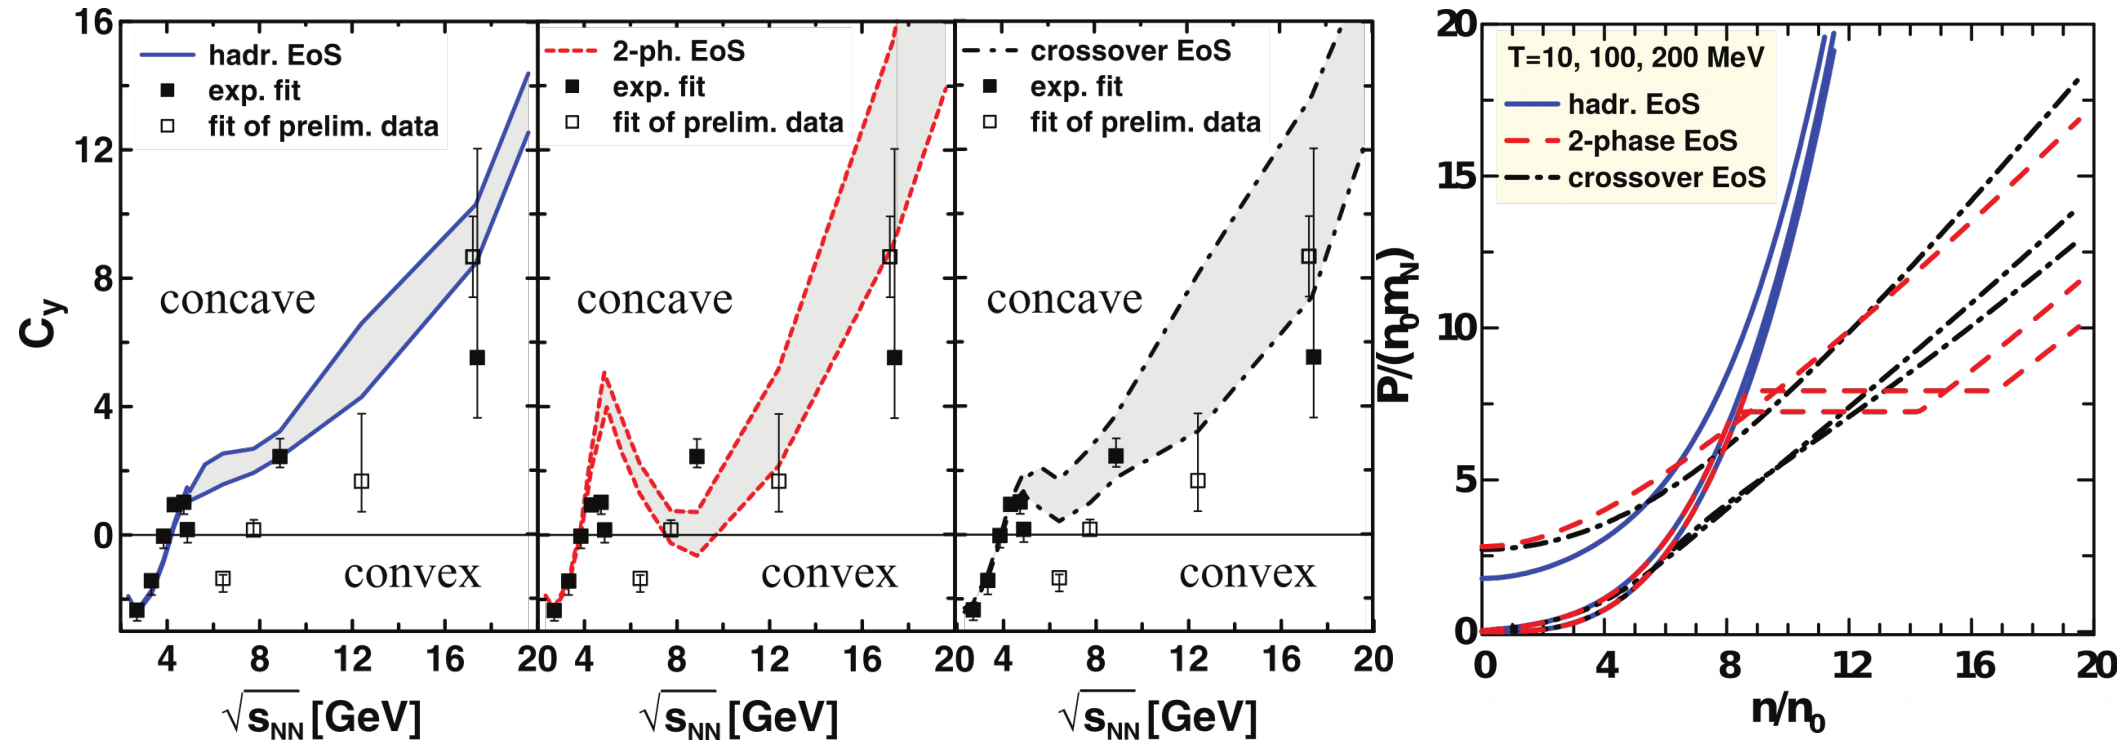 16
12
8
4
0
C_y
hadr. EoS
exp. fit
fit of prelim. data
concave
convex
4 8 12 16 20
√s_NN [GeV]
2-ph. EoS
exp. fit
fit of prelim. data
concave
convex
4 8 12 16 20
√s_NN [GeV]
crossover EoS
exp. fit
fit of prelim. data
concave
convex
4 8 12 16 20
√s_NN [GeV]
20
15
10
5
0
P/(n_0m_N)
T=10, 100, 200 MeV
hadr. EoS
2-phase EoS
crossover EoS
0 4 8 12 16 20
n/n_0